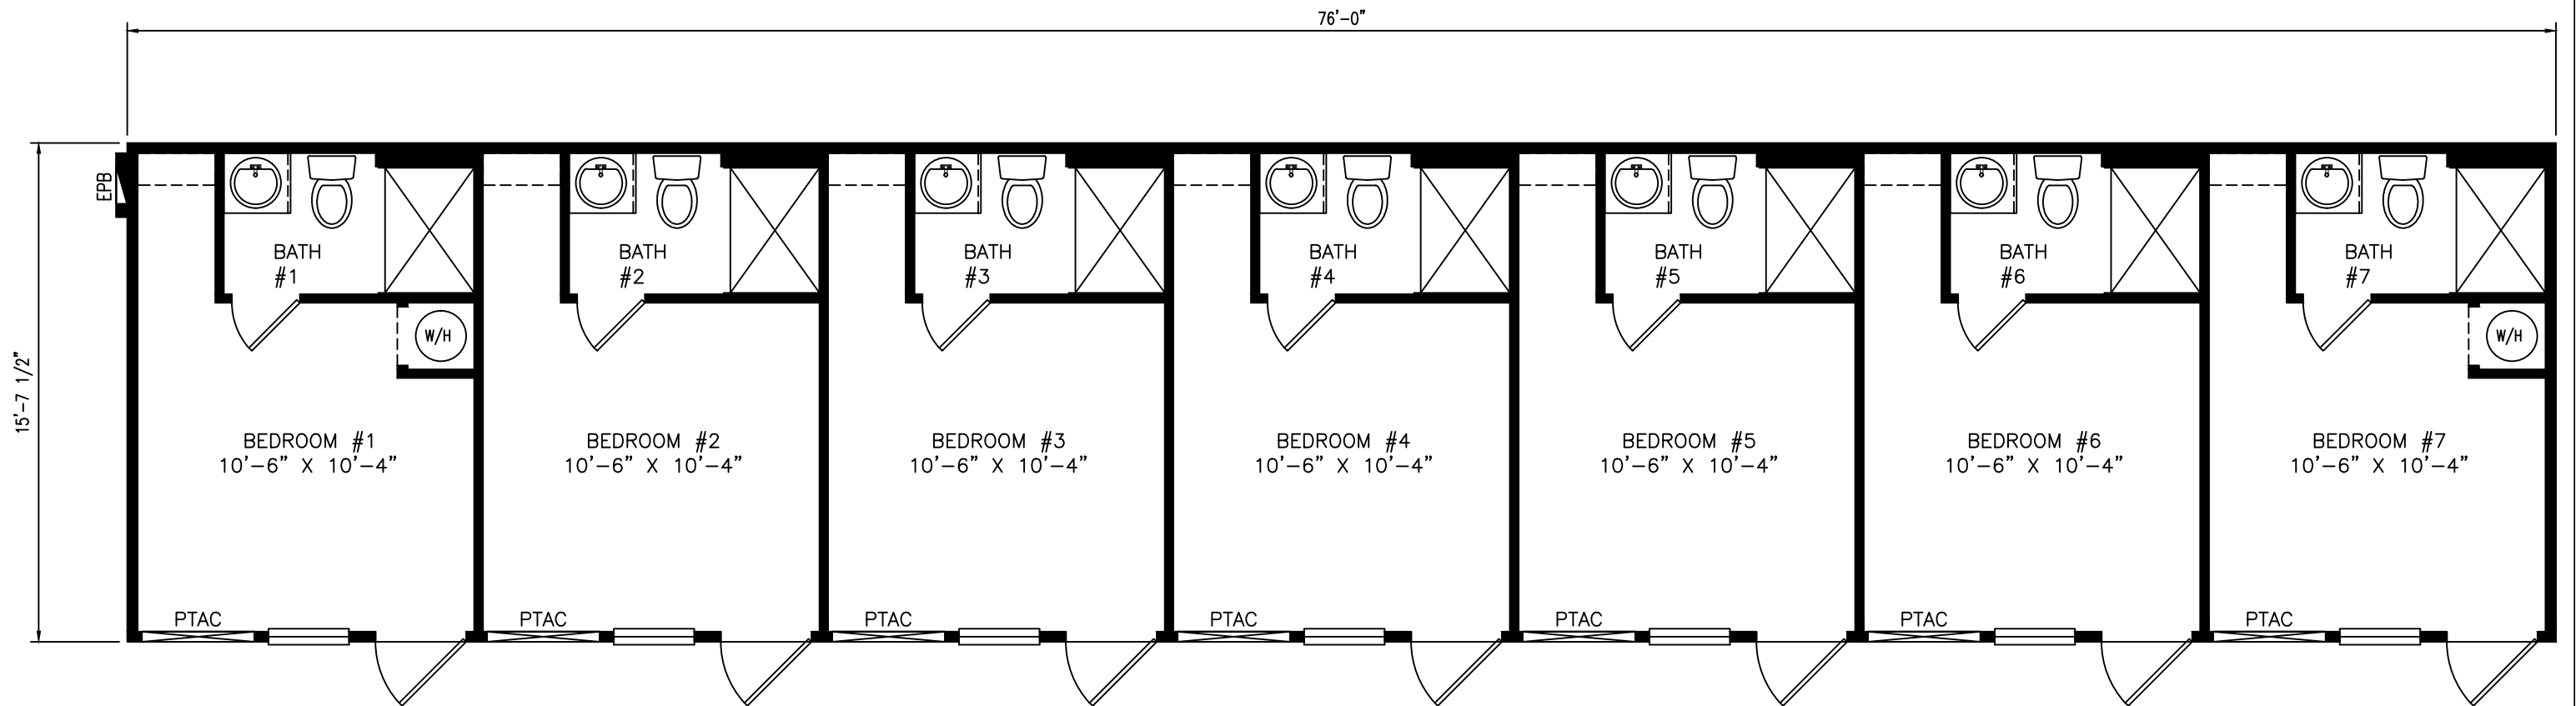 76'-0"
EPB
15'-7 1/2"
BATH
#1
BATH
#2
BATH
#3
BATH
#4
BATH
#5
BATH
#6
BATH
#7
W/H
W/H
BEDROOM #1
10'-6" X 10'-4"
BEDROOM #2
10'-6" X 10'-4"
BEDROOM #3
10'-6" X 10'-4"
BEDROOM #4
10'-6" X 10'-4"
BEDROOM #5
10'-6" X 10'-4"
BEDROOM #6
10'-6" X 10'-4"
BEDROOM #7
10'-6" X 10'-4"
PTAC
PTAC
PTAC
PTAC
PTAC
PTAC
PTAC